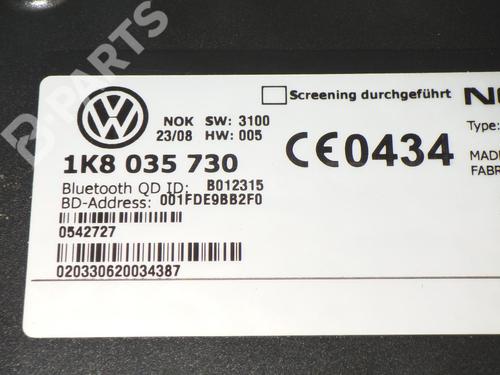 B-PARTS
NOK SW: 3100
23/08 HW: 005
Screening durchgeführt
1K8 035 730
CE0434
Type:
MADE
FABR
Bluetooth QD ID: B012315
BD-Address: 001FDE9BB2F0
0542727
020330620034387